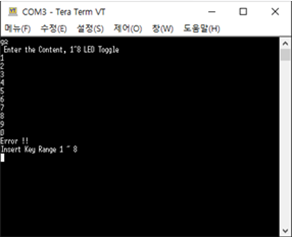 COM3 - Tera Term VT
메뉴(F) 수정(E) 설정(S) 제어(O) 창(W) 도움말(H)
go
Enter the Content, 1~8 LED Toggle
1
2
3
4
5
6
7
8
9
0
Error !!
Insert Key Range 1 ~ 8